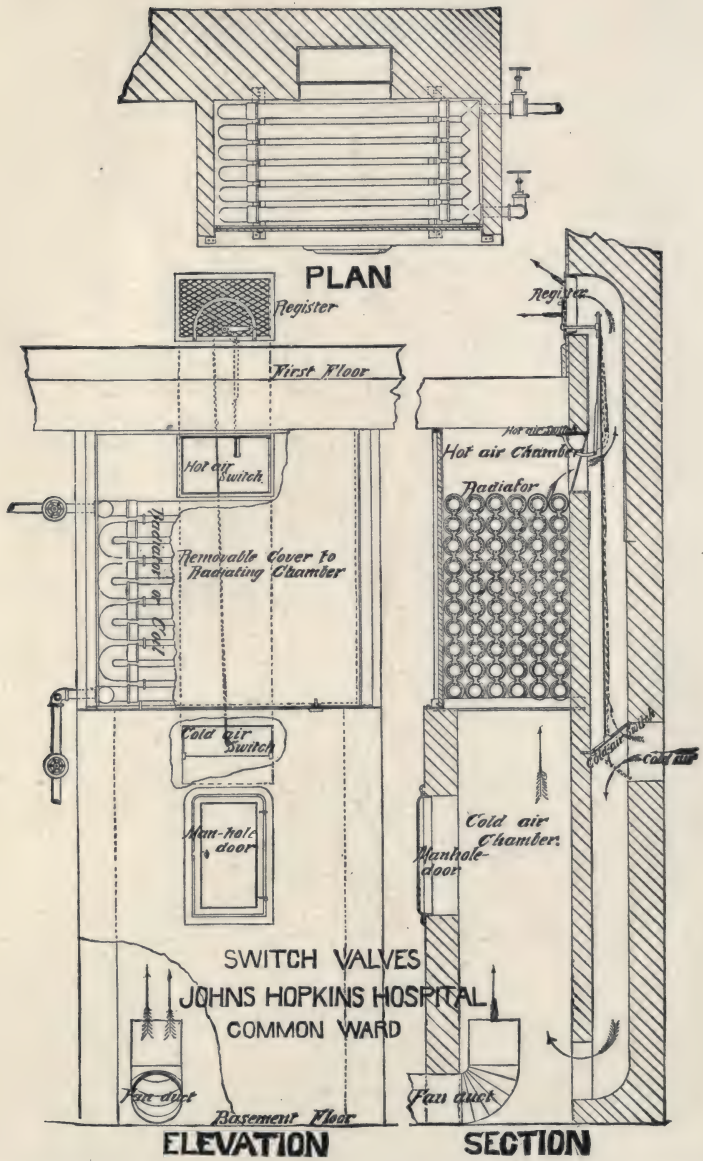 PLAN
Register
First Floor
Hot air
Switch.
Radiator or Coil
Removable Cover to
Radiating Chamber
Cold air
Switch
Man-hole
door
SWITCH VALVES
JOHNS HOPKINS HOSPITAL
COMMON WARD
Fan-duct
Basement Floor
ELEVATION
Register
Hot air Switch
Hot air Chamber
Radiator
Cold air Switch
Cold air
Cold air
Chamber.
Manhole-
door
Fan duct
SECTION